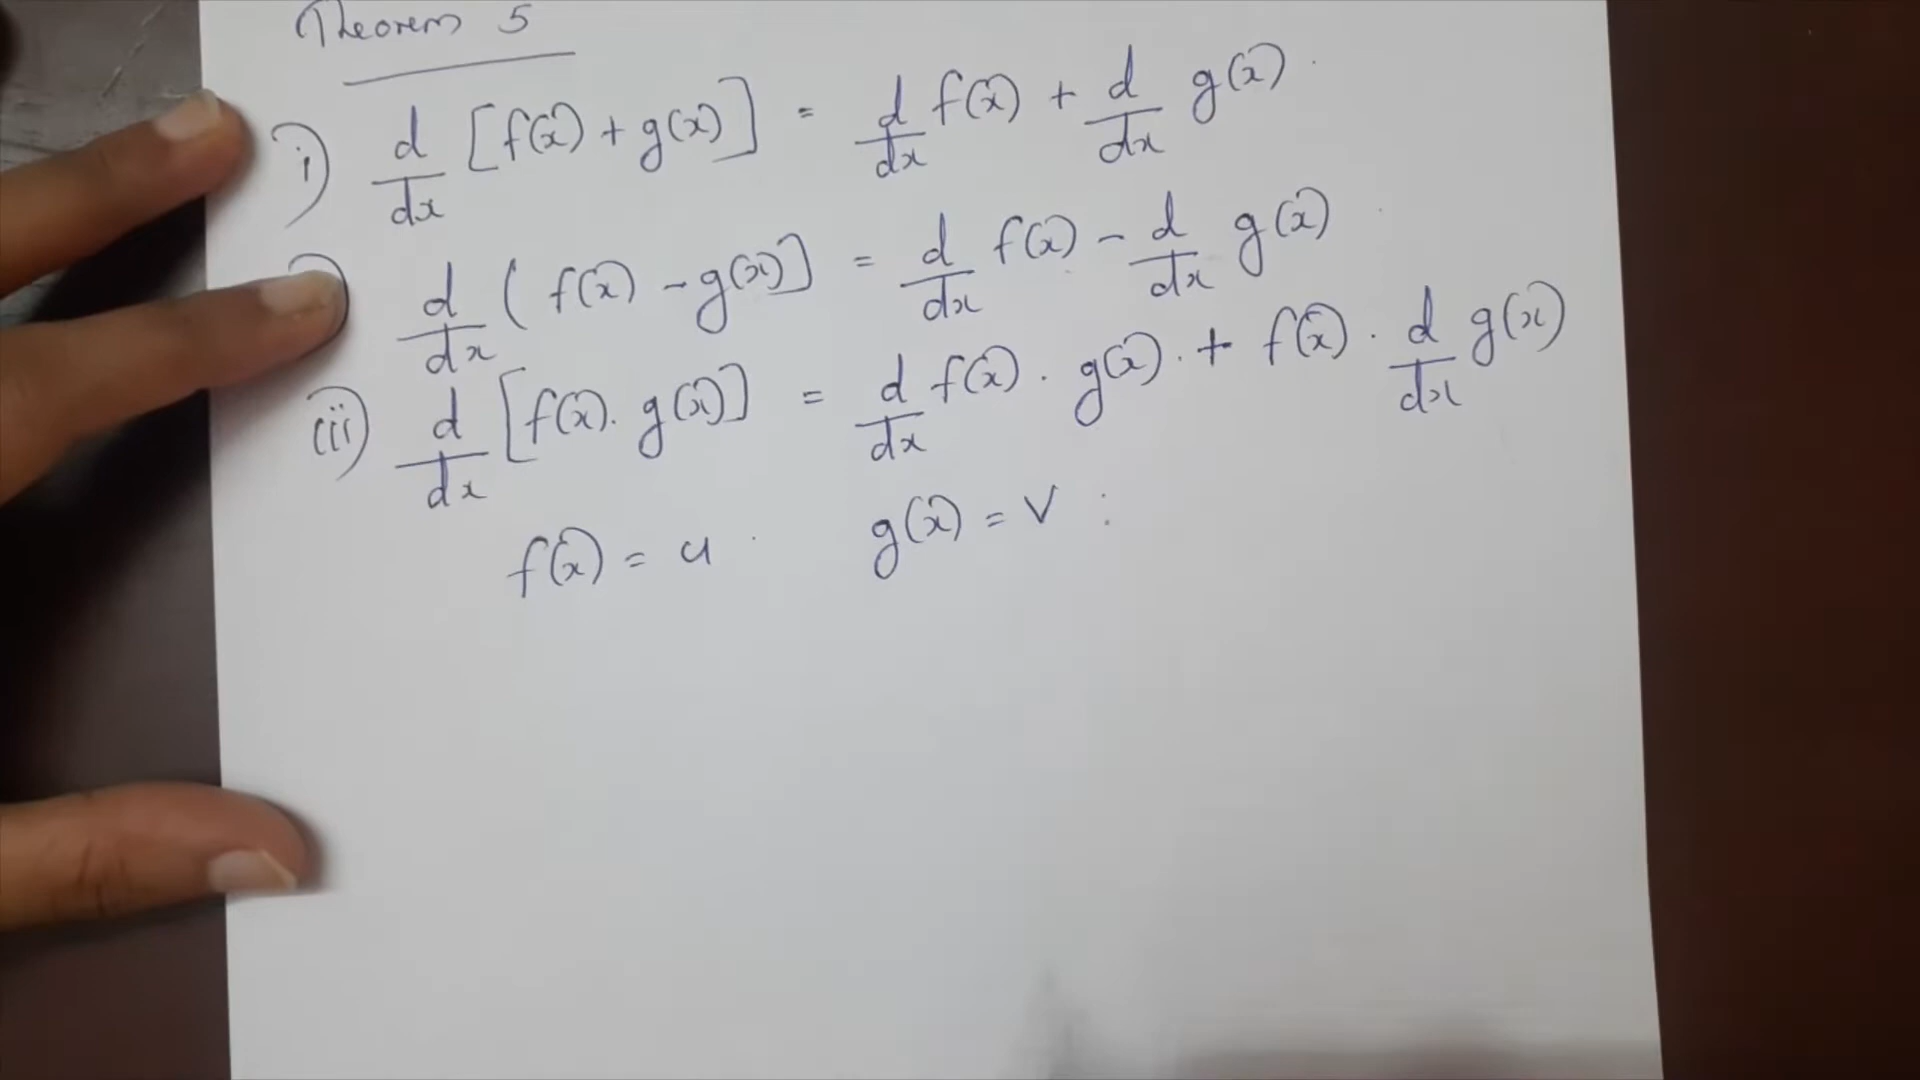 Theorem 5
i) d/dx [f(x) + g(x)] = d/dx f(x) + d/dx g(x).
d/dx ( f(x) - g(x)] = d/dx f(x) - d/dx g(x)
(iii) d/dx [f(x). g(x)] = d/dx f(x) . g(x) . + f(x) . d/dx g(x)
f(x) = u . g(x) = v :